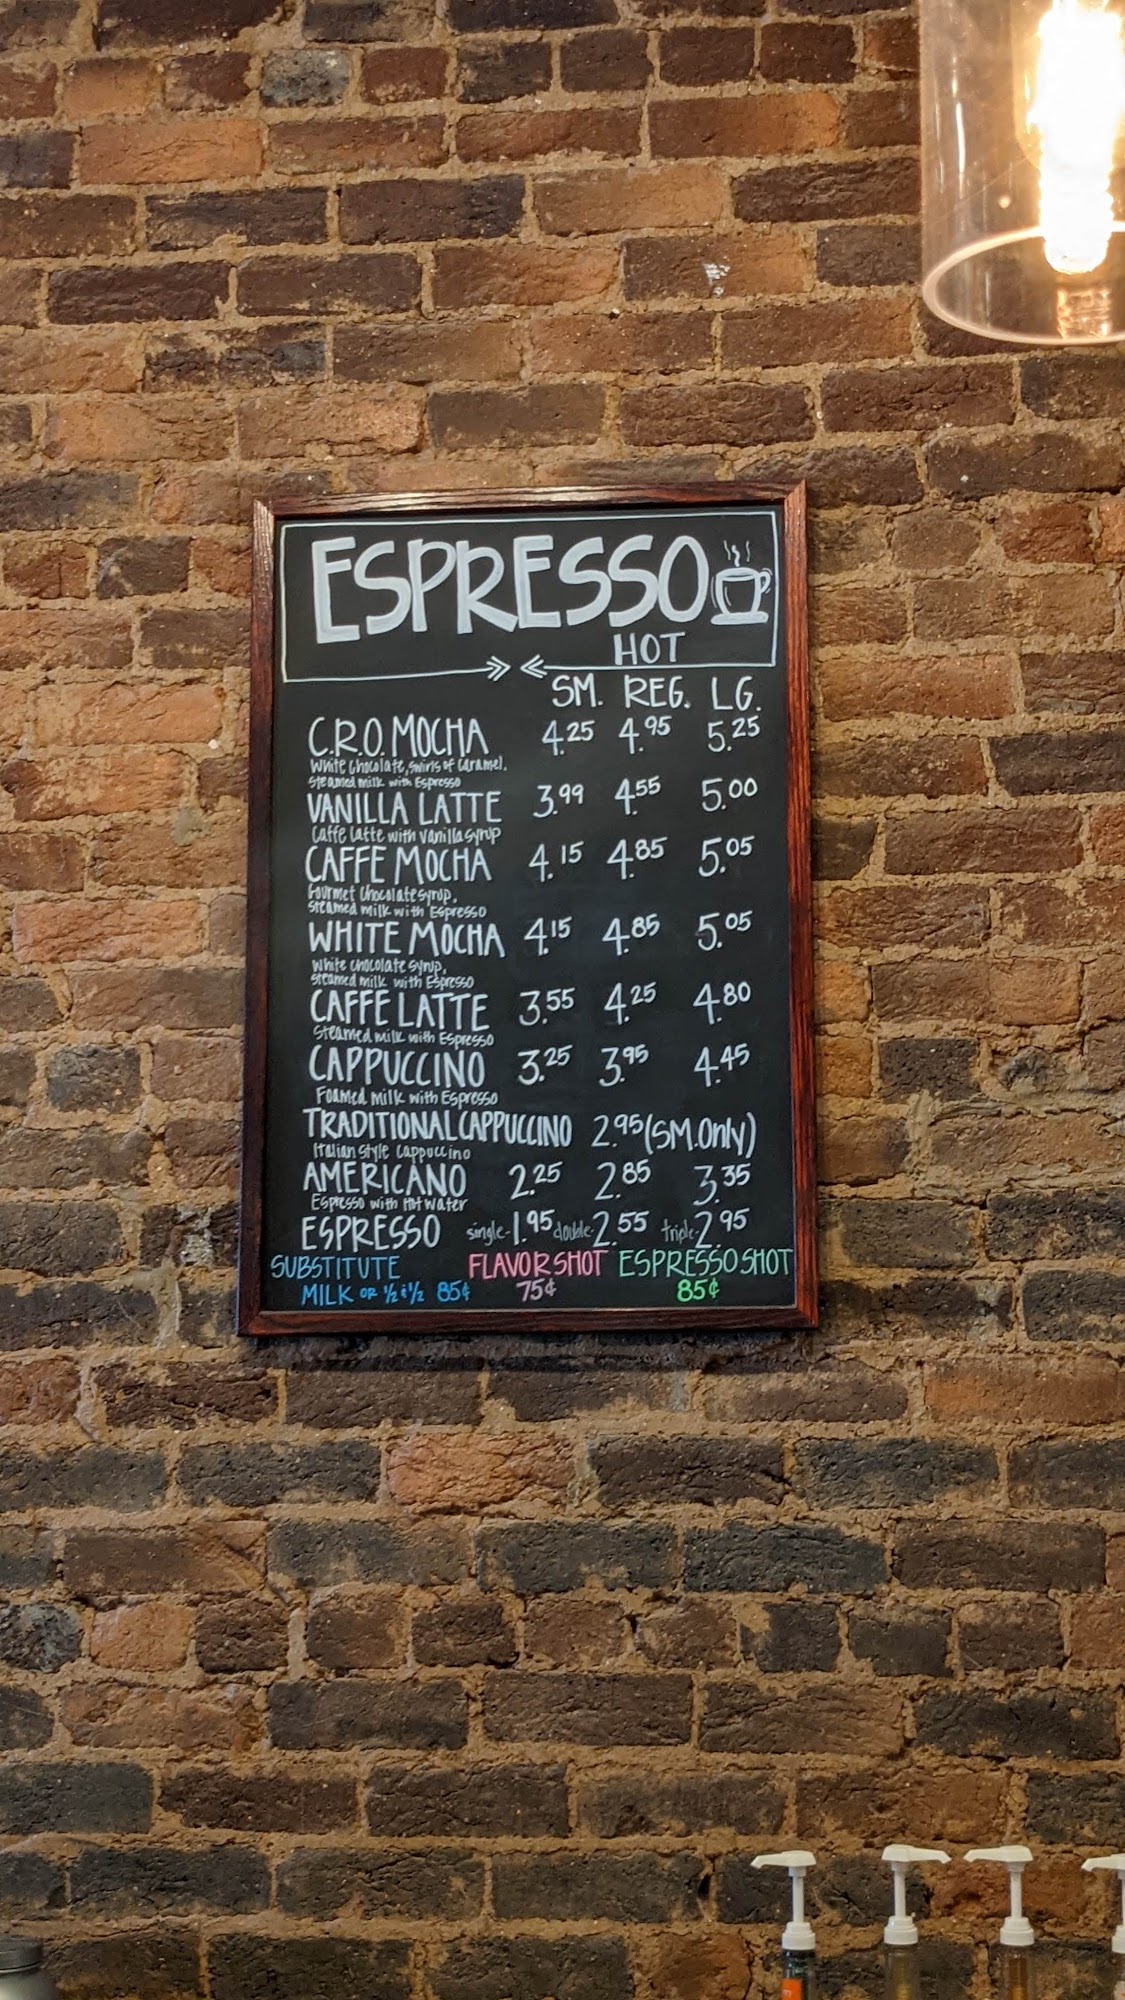 ESPRESSO
HOT
SM. REG. LG.
C.R.O. MOCHA 4.25 4.95 5.25
White Chocolate, swirls of Caramel,
steamed milk with Espresso
VANILLA LATTE 3.99 4.55 5.00
Caffe Latte with Vanilla syrup
CAFFE MOCHA 4.15 4.85 5.05
Gourmet Chocolate syrup,
steamed milk with Espresso
WHITE MOCHA 4.15 4.85 5.05
White chocolate syrup,
steamed milk with Espresso
CAFFE LATTE 3.55 4.25 4.80
Steamed milk with Espresso
CAPPUCCINO 3.25 3.95 4.45
Foamed milk with Espresso
TRADITIONAL CAPPUCCINO 2.95 (SM. Only)
Italian Style Cappuccino
AMERICANO 2.25 2.85 3.35
Espresso with Hot Water
ESPRESSO single-1.95 double-2.55 triple-2.95
SUBSTITUTE FLAVOR SHOT ESPRESSO SHOT
MILK OR ½ & ½ 85¢ 75¢ 85¢